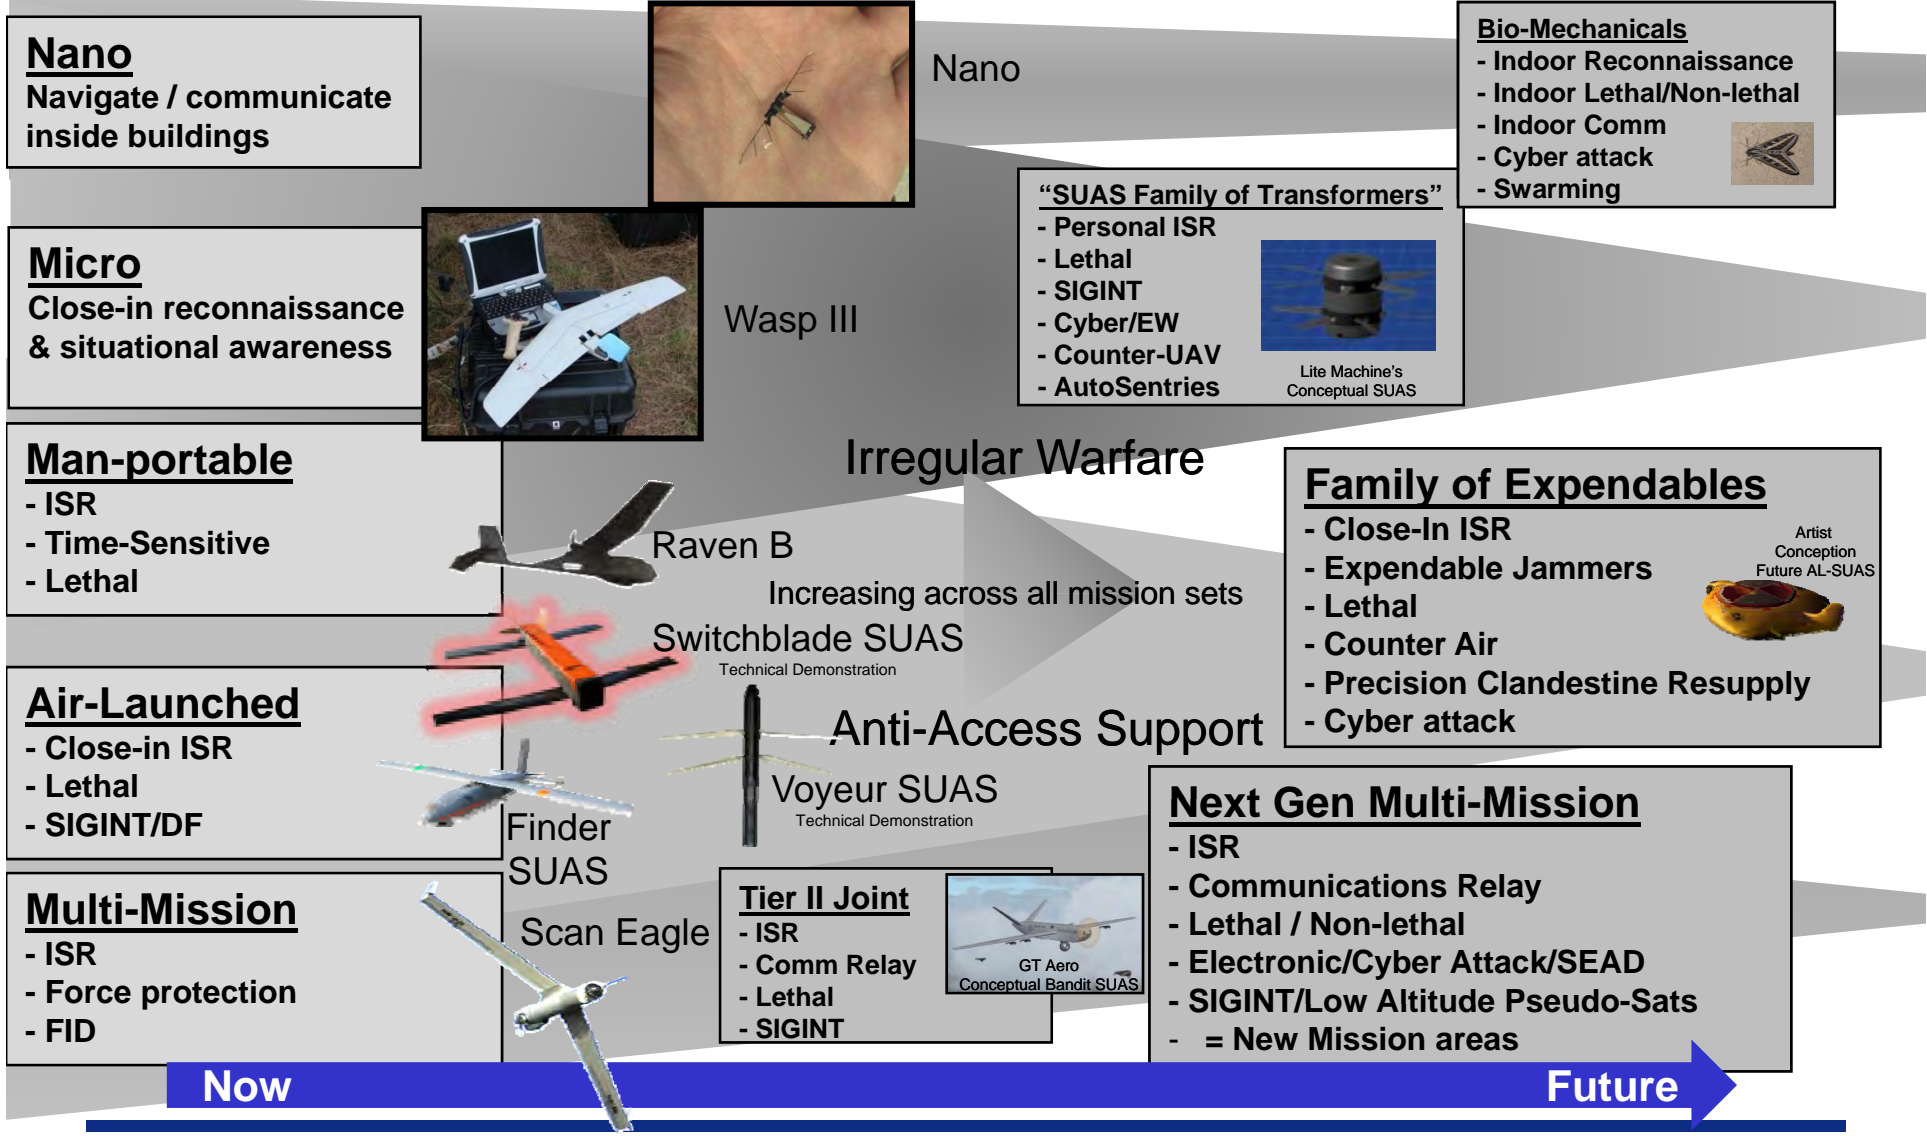 Nano
Navigate / communicate
inside buildings
Nano
Bio-Mechanicals
- Indoor Reconnaissance
- Indoor Lethal/Non-lethal
- Indoor Comm
- Cyber attack
- Swarming
Micro
Close-in reconnaissance
& situational awareness
Wasp III
“SUAS Family of Transformers”
- Personal ISR
- Lethal
- SIGINT
- Cyber/EW
- Counter-UAV
- AutoSentries
Lite Machine’s
Conceptual SUAS
Irregular Warfare
Man-portable
- ISR
- Time-Sensitive
- Lethal
Raven B
Increasing across all mission sets
Switchblade SUAS
Technical Demonstration
Family of Expendables
- Close-In ISR
- Expendable Jammers
- Lethal
- Counter Air
- Precision Clandestine Resupply
- Cyber attack
Artist
Conception
Future AL-SUAS
Air-Launched
- Close-in ISR
- Lethal
- SIGINT/DF
Finder
SUAS
Anti-Access Support
Voyeur SUAS
Technical Demonstration
Multi-Mission
- ISR
- Force protection
- FID
Scan Eagle
Tier II Joint
- ISR
- Comm Relay
- Lethal
- SIGINT
GT Aero
Conceptual Bandit SUAS
Next Gen Multi-Mission
- ISR
- Communications Relay
- Lethal / Non-lethal
- Electronic/Cyber Attack/SEAD
- SIGINT/Low Altitude Pseudo-Sats
- = New Mission areas
Now
Future